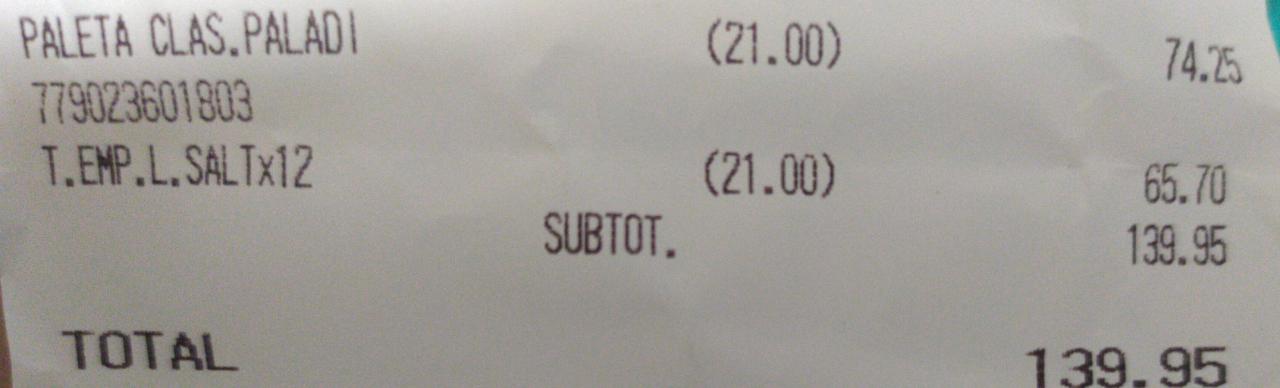 PALETA CLAS.PALADI (21.00) 74.25
779023601803
T.EMP.L.SALTx12 (21.00) 65.70
SUBTOT. 139.95
TOTAL 139.95